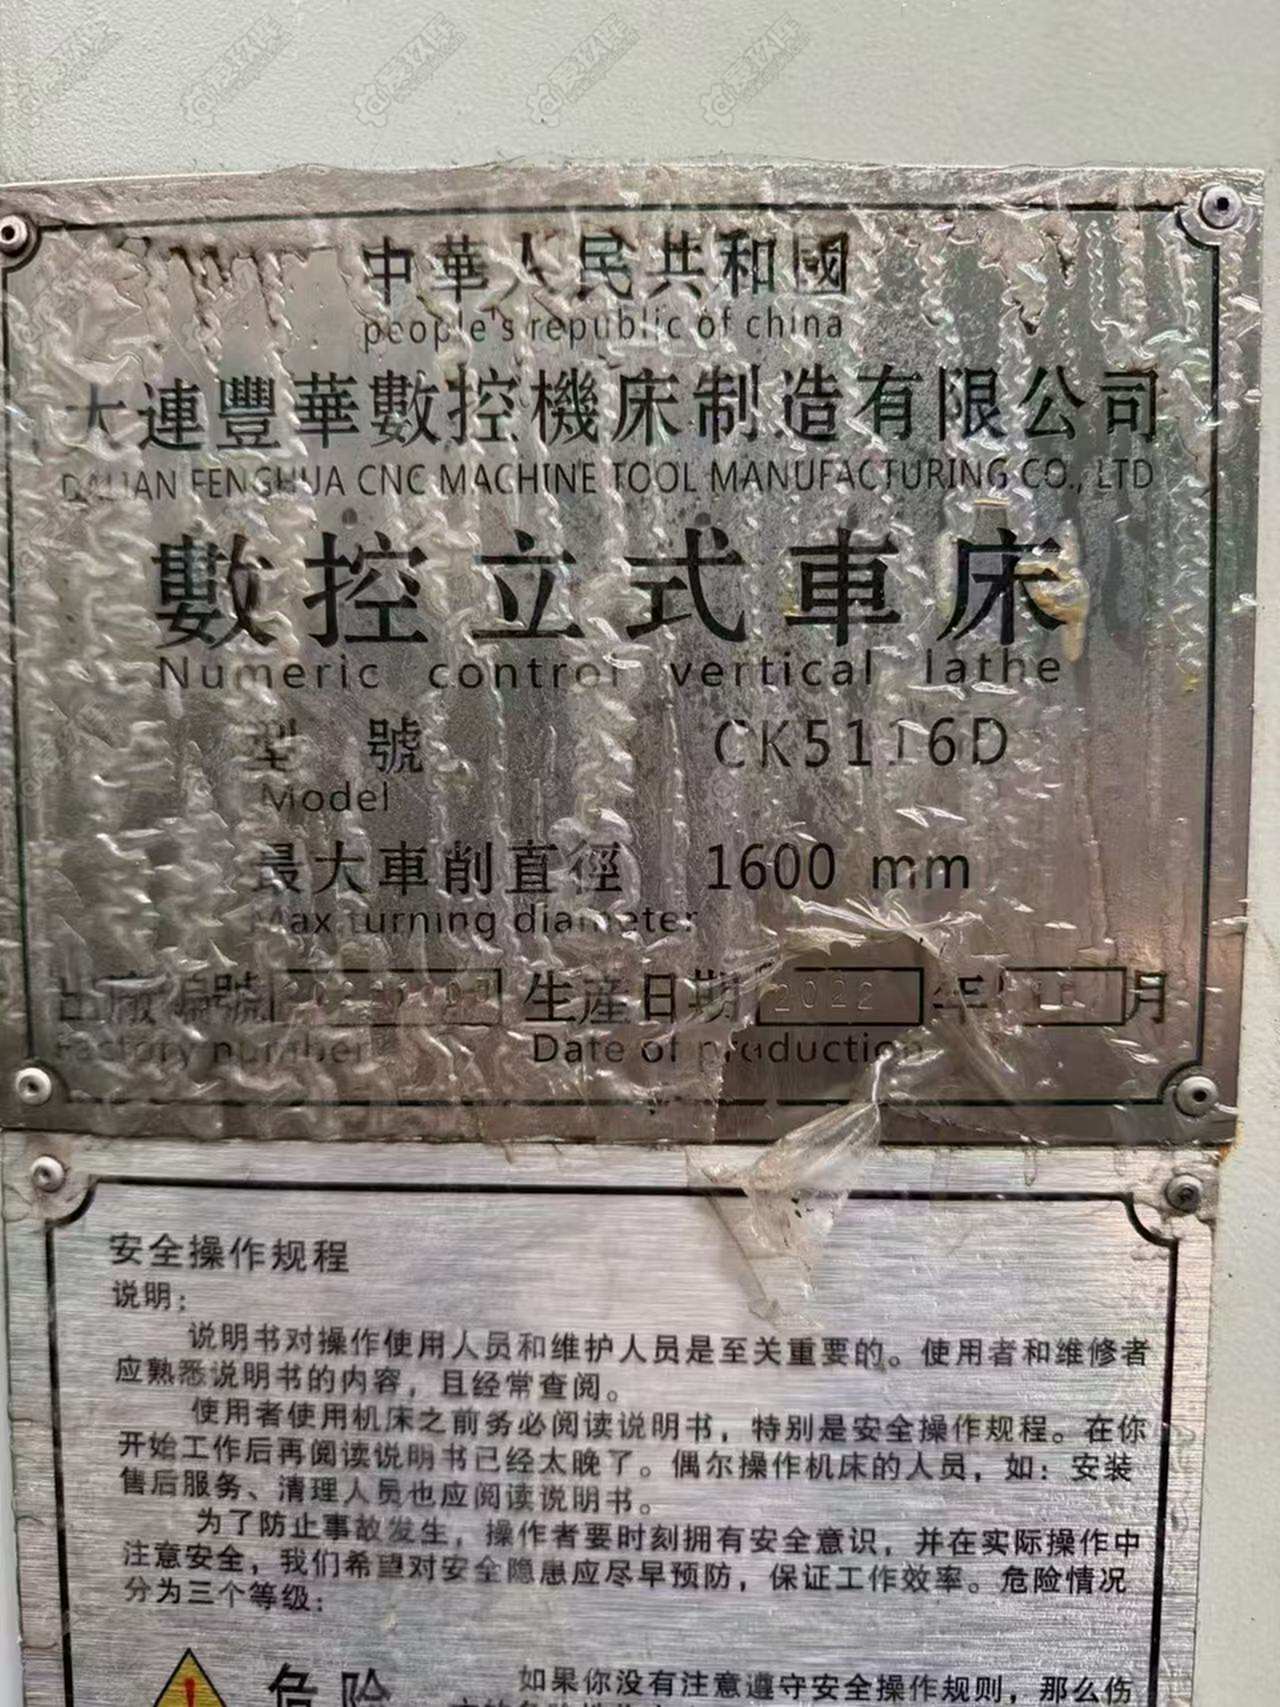 中華人民共和國
people's republic of china
大連豐華數控機床制造有限公司
DALIAN FENGHUA CNC MACHINE TOOL MANUFACTURING CO., LTD
數控立式車床
Numeric control vertical lathe
型號 CK5116D
Model
最大車削直徑 1600 mm
Max.turning diameter
出廠編號 生産日期 2022 年 月
Factory number Date of production
安全操作规程
说明：
说明书对操作使用人员和维护人员是至关重要的。使用者和维修者
应熟悉说明书的内容，且经常查阅。
使用者使用机床之前务必阅读说明书，特别是安全操作规程。在你
开始工作后再阅读说明书已经太晚了。偶尔操作机床的人员，如：安装
售后服务、清理人员也应阅读说明书。
为了防止事故发生，操作者要时刻拥有安全意识，并在实际操作中
注意安全，我们希望对安全隐患应尽早预防，保证工作效率。危险情况
分为三个等级：
危险 如果你没有注意遵守安全操作规则，那么伤